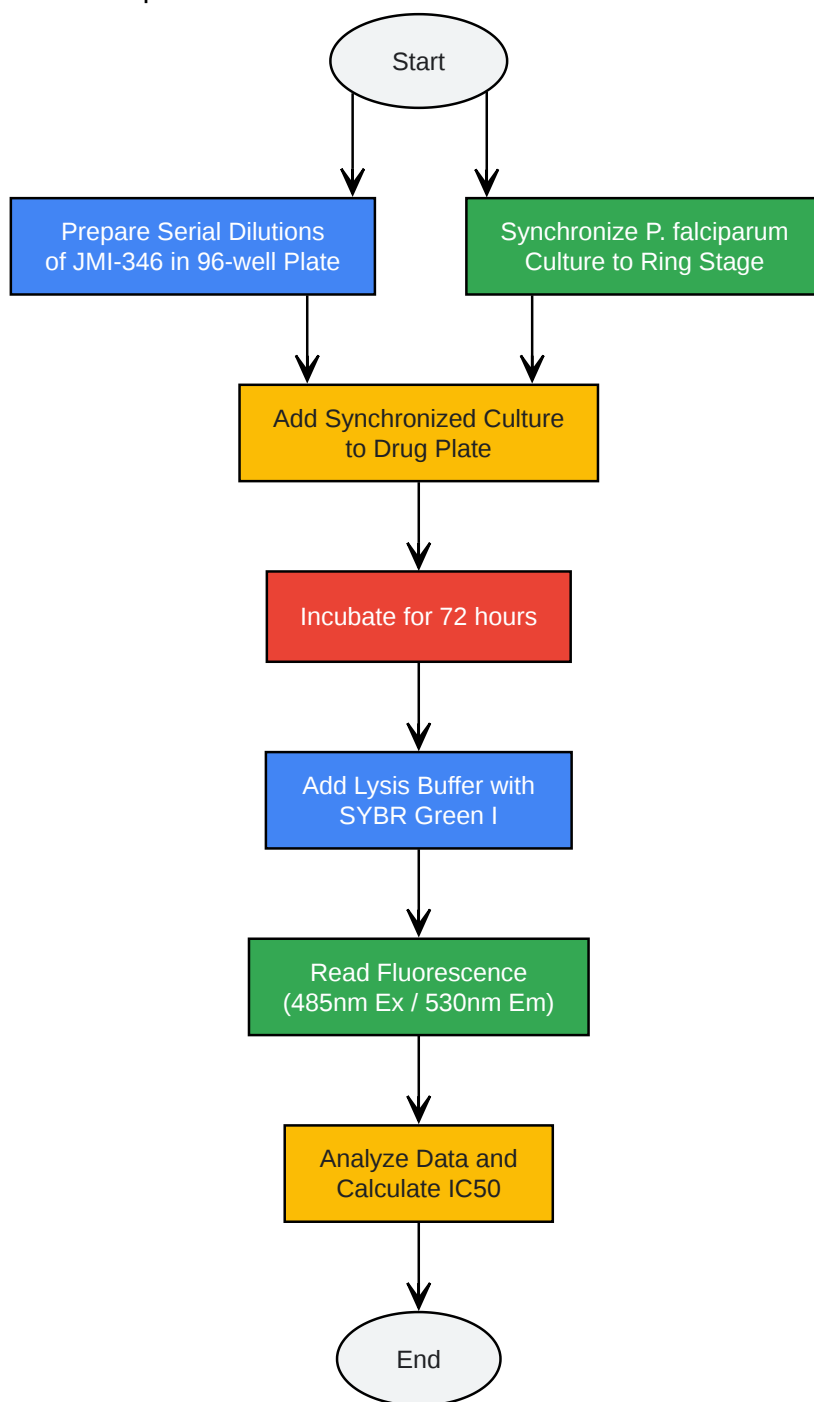 Start
Prepare Serial Dilutions
of JMI-346 in 96-well Plate
Synchronize P. falciparum
Culture to Ring Stage
Add Synchronized Culture
to Drug Plate
Incubate for 72 hours
Add Lysis Buffer with
SYBR Green I
Read Fluorescence
(485nm Ex / 530nm Em)
Analyze Data and
Calculate IC50
End